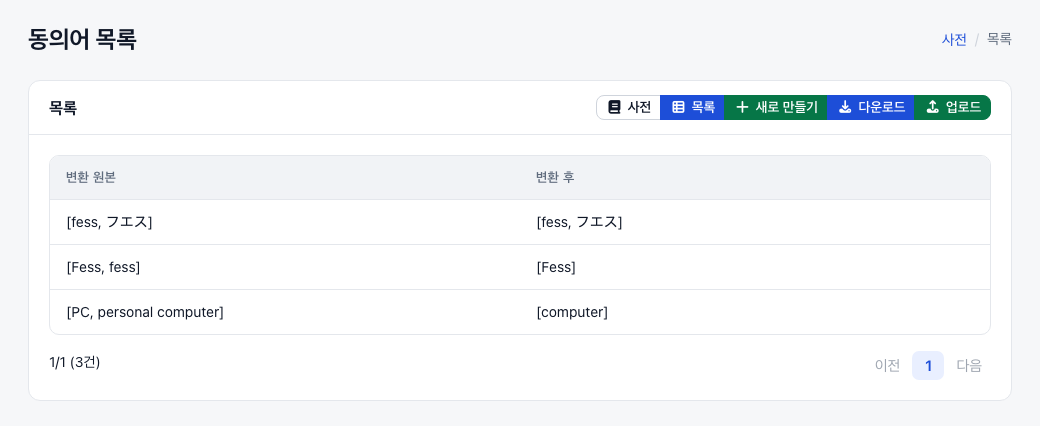 동의어 목록
사전 / 목록
목록
사전 목록 새로 만들기 다운로드 업로드
변환 원본 변환 후
[fess, フエス] [fess, フエス]
[Fess, fess] [Fess]
[PC, personal computer] [computer]
1/1 (3건)
이전 1 다음